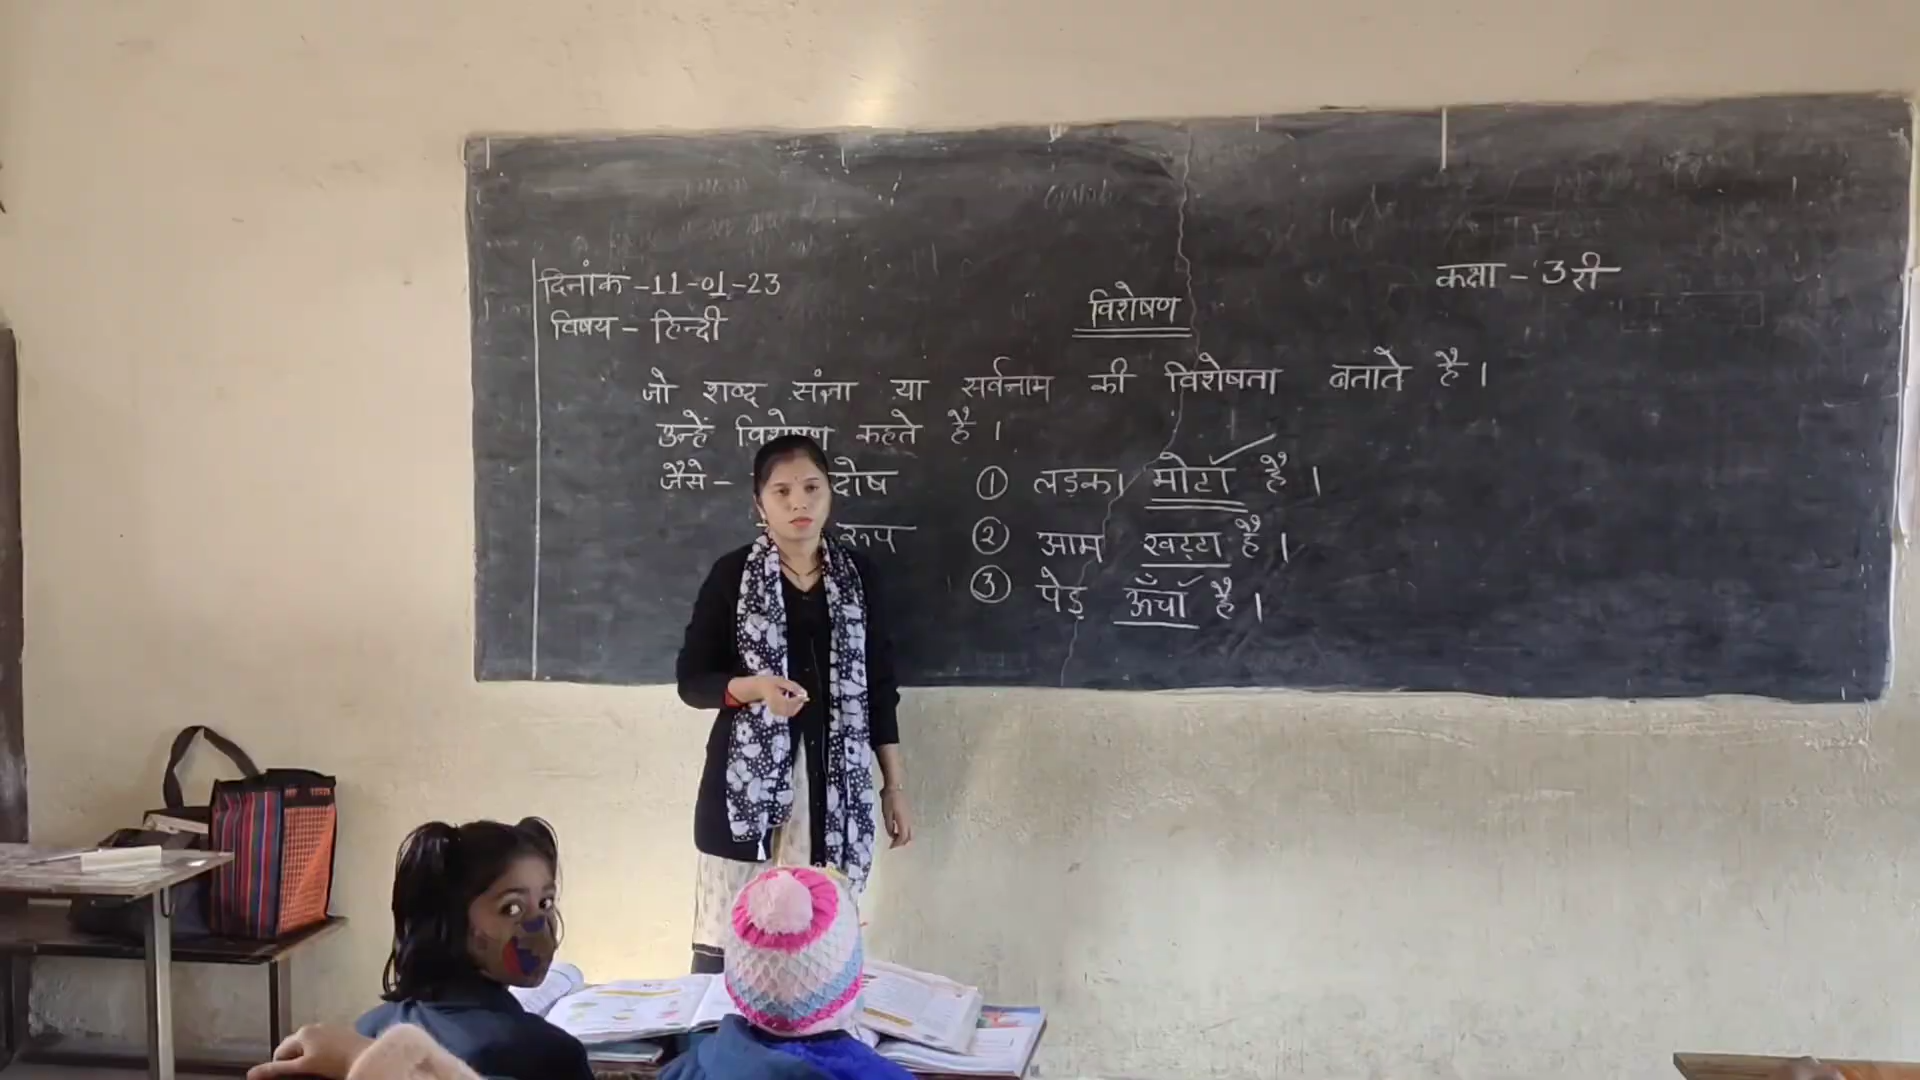 दिनांक -11-01-23
कक्षा - 3री
विषय - हिन्दी
विशेषण
जो शब्द संज्ञा या सर्वनाम की विशेषता बताते है।
उन्हें विशेषण कहते है।
जैसे - दोष ① लड़का मोटा है।
रूप ② आम खट्टा है।
③ पेड़ ऊँचा है।